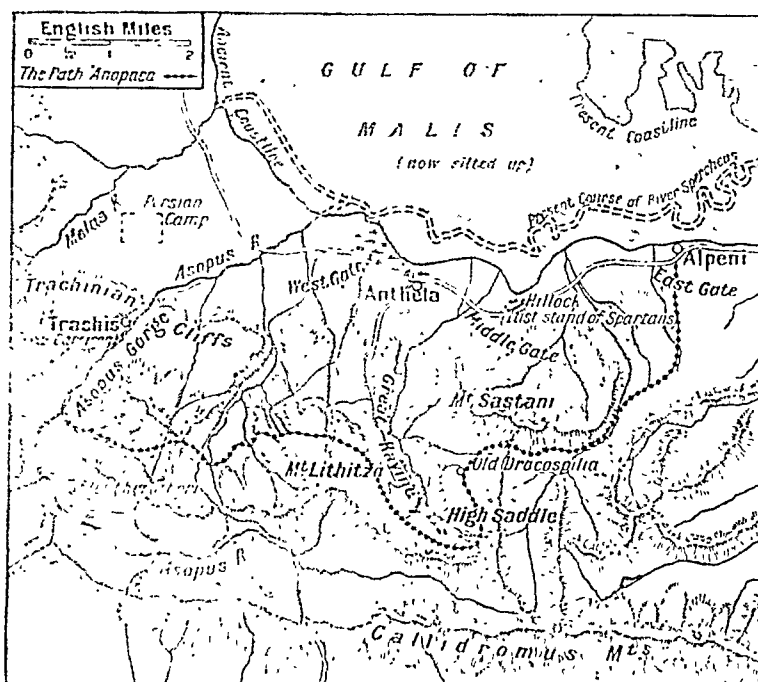 English Miles
0 ½ 1 2
The Path Anopaea
GULF OF
MALIS
(now silted up)
Ancient
Coastline
Present Coastline
Present Course of River Spercheus
Melas R.
Persian
Camp
Asopus R.
West Gate
Anthela
Alpeni
East Gate
Hillock
(last stand of Spartans)
Middle Gate
Trachinian
Cliffs
Trachis
Asopus Gorge
Great Ravine
Mt Sastani
Mt Lithitza
Old Dracospilia
High Saddle
Asopus R.
Callidromus Mts